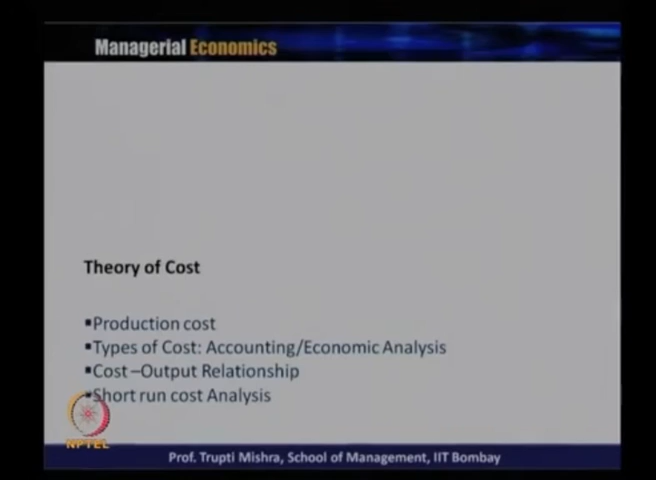 Managerial Economics
Theory of Cost
▪Production cost
▪Types of Cost: Accounting/Economic Analysis
▪Cost –Output Relationship
▪Short run cost Analysis
NPTEL
Prof. Trupti Mishra, School of Management, IIT Bombay